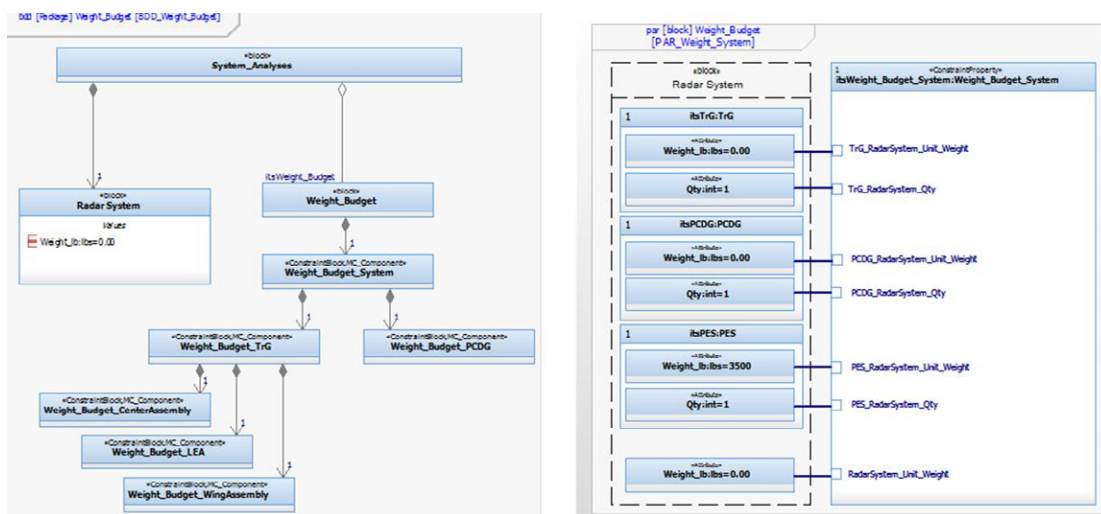 bdd [Package] Weight_Budget [BDD_Weight_Budget]
«block»
System_Analyses
1
«block»
Radar System
Values
Weight_lb:lbs=0.00
itsWeight_Budget
«block»
Weight_Budget
1
«ConstraintBlock,MC_Component»
Weight_Budget_System
1
1
«ConstraintBlock,MC_Component»
Weight_Budget_TrG
«ConstraintBlock,MC_Component»
Weight_Budget_PCDG
1
«ConstraintBlock,MC_Component»
Weight_Budget_CenterAssembly
1
«ConstraintBlock,MC_Component»
Weight_Budget_LEA
1
«ConstraintBlock,MC_Component»
Weight_Budget_WingAssembly
par [block] Weight_Budget
[PAR_Weight_System]
«block»
Radar System
1 itsTrG:TrG
«Attribute»
Weight_lb:lbs=0.00
«Attribute»
Qty:int=1
1 itsPCDG:PCDG
«Attribute»
Weight_lb:lbs=0.00
«Attribute»
Qty:int=1
1 itsPES:PES
«Attribute»
Weight_lb:lbs=3500
«Attribute»
Qty:int=1
«Attribute»
Weight_lb:lbs=0.00
1 «ConstraintProperty»
itsWeight_Budget_System:Weight_Budget_System
TrG_RadarSystem_Unit_Weight
TrG_RadarSystem_Qty
PCDG_RadarSystem_Unit_Weight
PCDG_RadarSystem_Qty
PES_RadarSystem_Unit_Weight
PES_RadarSystem_Qty
RadarSystem_Unit_Weight